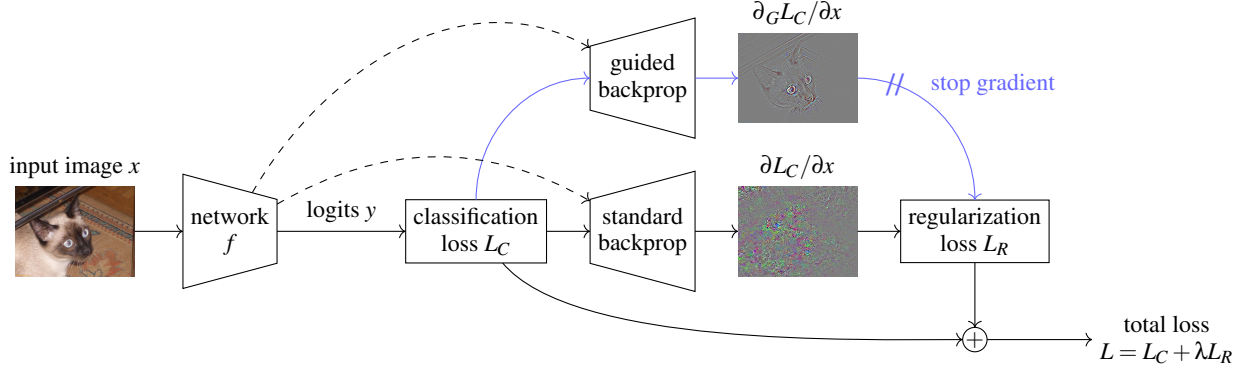 ∂_G L_C/∂x
guided
backprop
stop gradient
input image x
∂L_C/∂x
network
f
logits y
classification
loss L_C
standard
backprop
regularization
loss L_R
+
total loss
L = L_C + λL_R